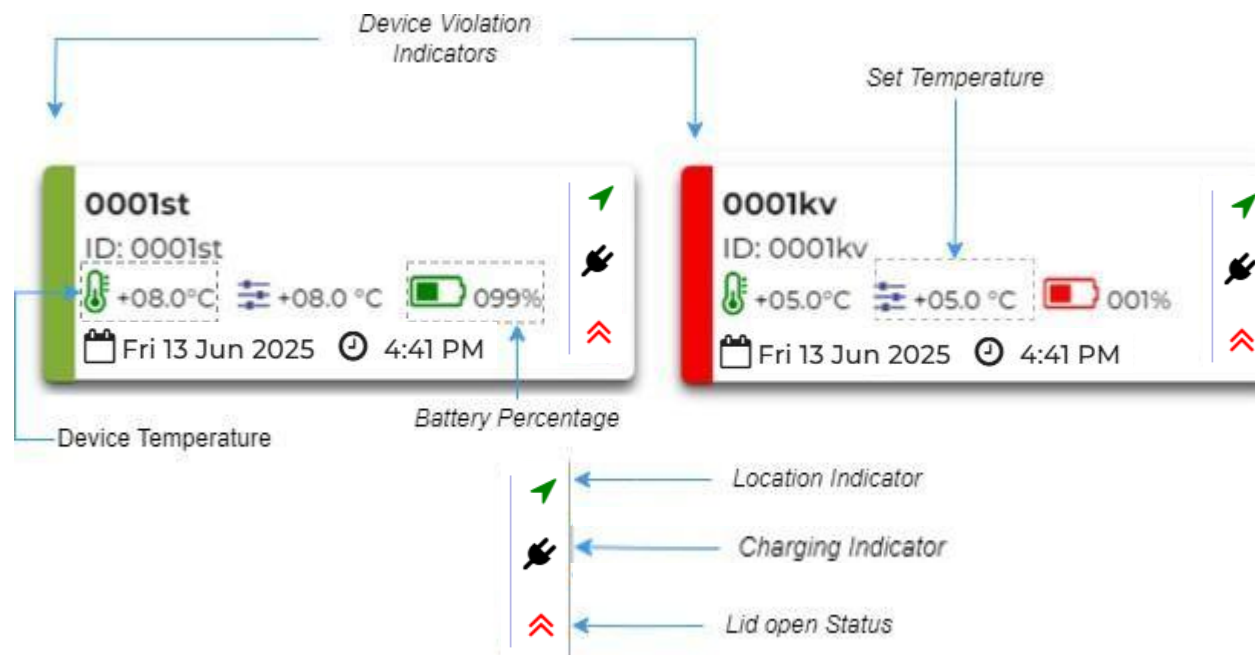 Device Violation
Indicators
Set Temperature
0001st
ID: 0001st
+08.0°C +08.0 °C 099%
Fri 13 Jun 2025 4:41 PM
0001kv
ID: 0001kv
+05.0°C +05.0 °C 001%
Fri 13 Jun 2025 4:41 PM
Device Temperature
Battery Percentage
Location Indicator
Charging Indicator
Lid open Status